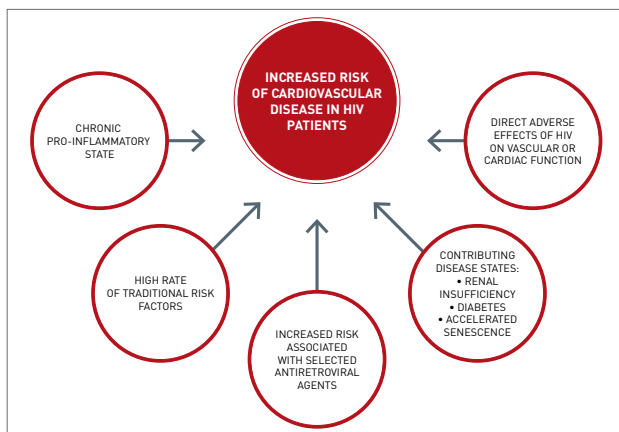 INCREASED RISK
OF CARDIOVASCULAR
DISEASE IN HIV
PATIENTS
CHRONIC
PRO-INFLAMMATORY
STATE
DIRECT ADVERSE
EFFECTS OF HIV
ON VASCULAR OR
CARDIAC FUNCTION
HIGH RATE
OF TRADITIONAL RISK
FACTORS
INCREASED RISK
ASSOCIATED
WITH SELECTED
ANTIRETROVIRAL
AGENTS
CONTRIBUTING
DISEASE STATES:
• RENAL
INSUFFICIENCY
• DIABETES
• ACCELERATED
SENESCENCE